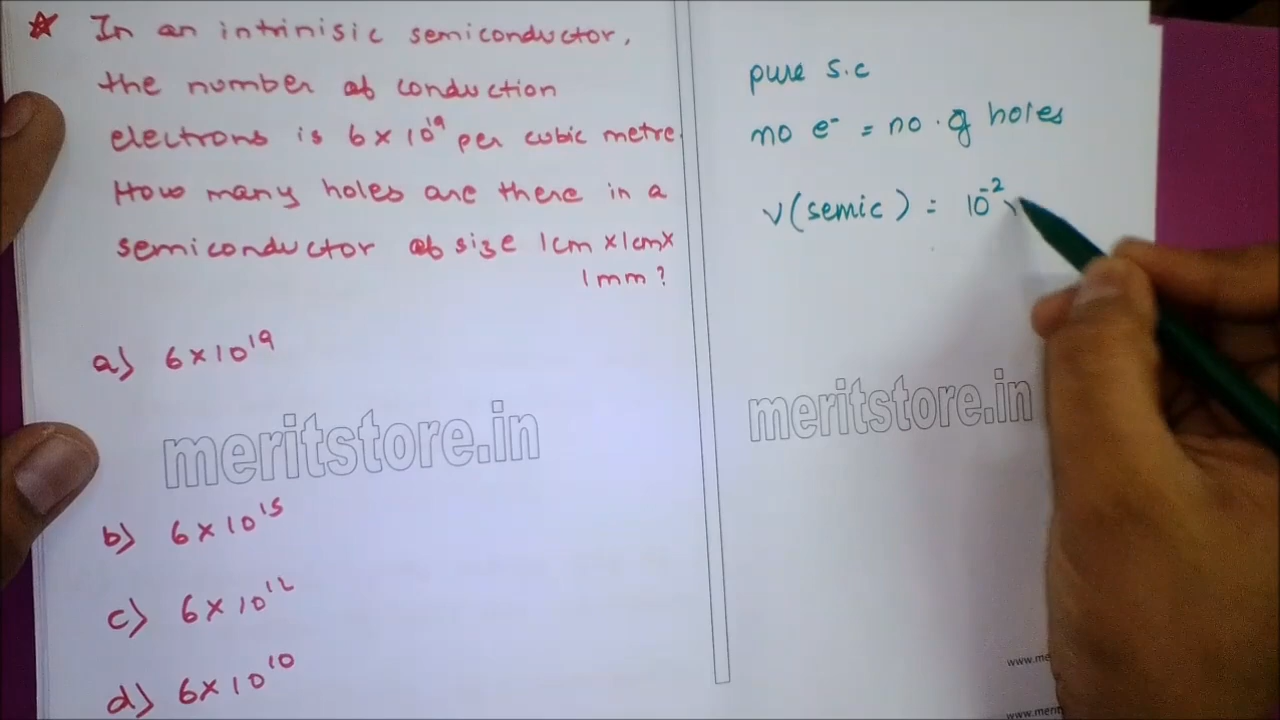 In an intrinisic semiconductor,
the number of conduction
electrons is 6 × 10¹⁹ per cubic metre.
How many holes are there in a
semiconductor of size 1cm × 1cm ×
1mm ?
a) 6 × 10¹⁹
meritstore.in
b) 6 × 10¹⁵
c) 6 × 10¹²
d) 6 × 10¹⁰
pure s.c
no e⁻ = no. of holes
v (semic) = 10⁻²
meritstore.in